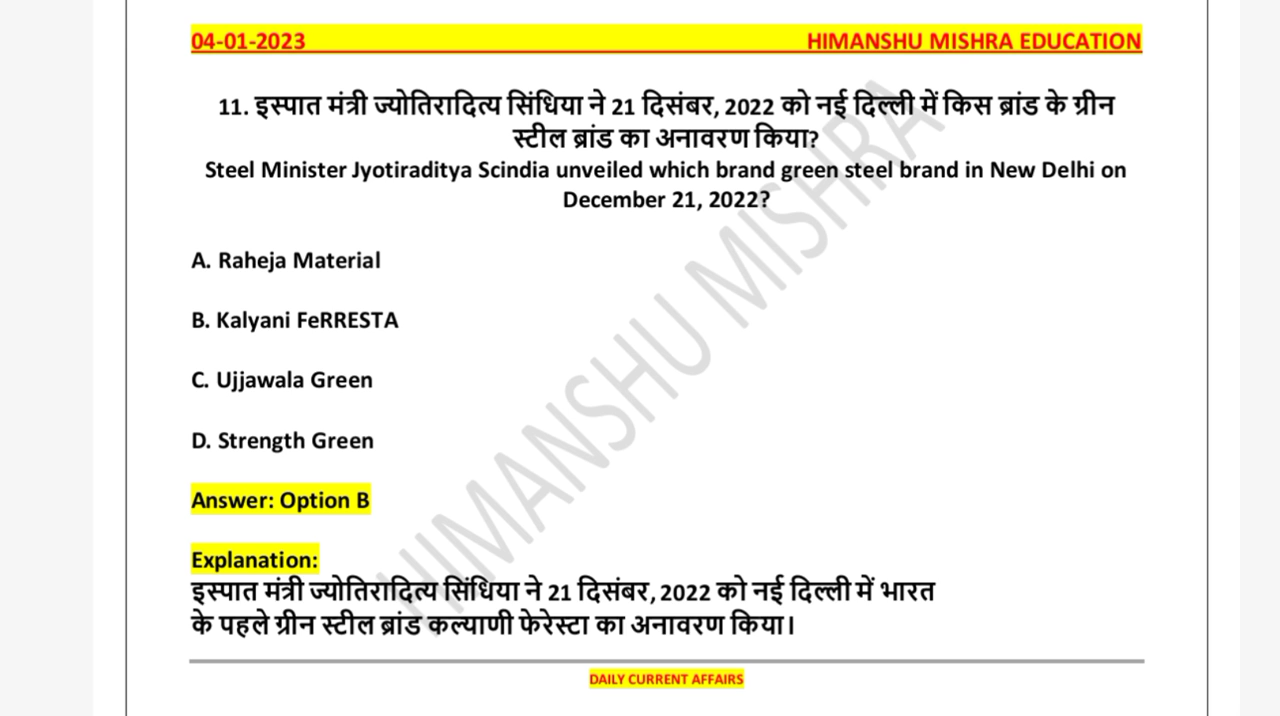 04-01-2023 HIMANSHU MISHRA EDUCATION
11. इस्पात मंत्री ज्योतिरादित्य सिंधिया ने 21 दिसंबर, 2022 को नई दिल्ली में किस ब्रांड के ग्रीन
स्टील ब्रांड का अनावरण किया?
Steel Minister Jyotiraditya Scindia unveiled which brand green steel brand in New Delhi on
December 21, 2022?
A. Raheja Material
B. Kalyani FeRRESTA
C. Ujjawala Green
D. Strength Green
Answer: Option B
Explanation:
इस्पात मंत्री ज्योतिरादित्य सिंधिया ने 21 दिसंबर, 2022 को नई दिल्ली में भारत
के पहले ग्रीन स्टील ब्रांड कल्याणी फेरेस्टा का अनावरण किया।
DAILY CURRENT AFFAIRS
HIMANSHU MISHRA